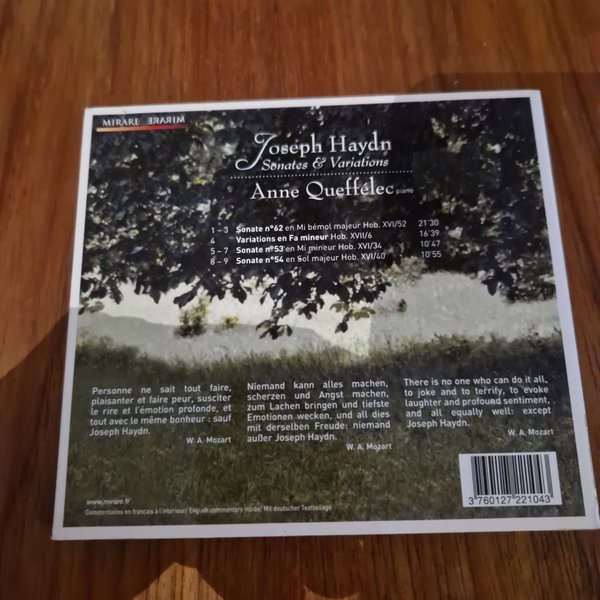 MIRARE MIRARE
Joseph Haydn
Sonates & Variations
Anne Queffélec piano
1 – 3 Sonate n°62 en Mi bémol majeur Hob. XVI/52 21'30
4 Variations en Fa mineur Hob. XVII/6 16'39
5 – 7 Sonate n°53 en Mi mineur Hob. XVI/34 10'47
8 – 9 Sonate n°54 en Sol majeur Hob. XVI/40 10'55
Personne ne sait tout faire,
plaisanter et faire peur, susciter
le rire et l'émotion profonde, et
tout avec le même bonheur : sauf
Joseph Haydn.
W. A. Mozart
Niemand kann alles machen,
scherzen und Angst machen,
zum Lachen bringen und tiefste
Emotionen wecken, und all dies
mit derselben Freude: niemand
außer Joseph Haydn.
W. A. Mozart
There is no one who can do it all,
to joke and to terrify, to evoke
laughter and profound sentiment,
and all equally well: except
Joseph Haydn.
W. A. Mozart
www.mirare.fr
Commentaires en français à l'intérieur/ English commentary inside/ Mit deutscher Textbeilage
3 760127 221043